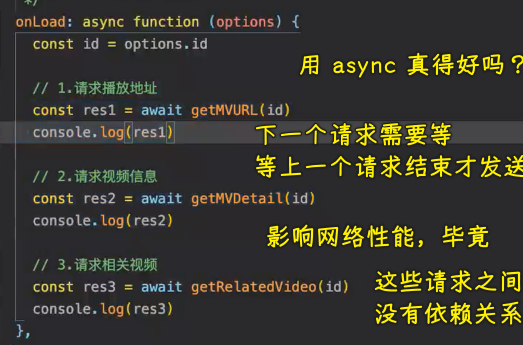 */
onLoad: async function (options) {
const id = options.id
用 async 真得好吗？
// 1.请求播放地址
const res1 = await getMVURL(id)
console.log(res1)
下一个请求需要等
等上一个请求结束才发送
// 2.请求视频信息
const res2 = await getMVDetail(id)
console.log(res2)
影响网络性能，毕竟
// 3.请求相关视频
const res3 = await getRelatedVideo(id)
这些请求之间
console.log(res3)
没有依赖关系
},